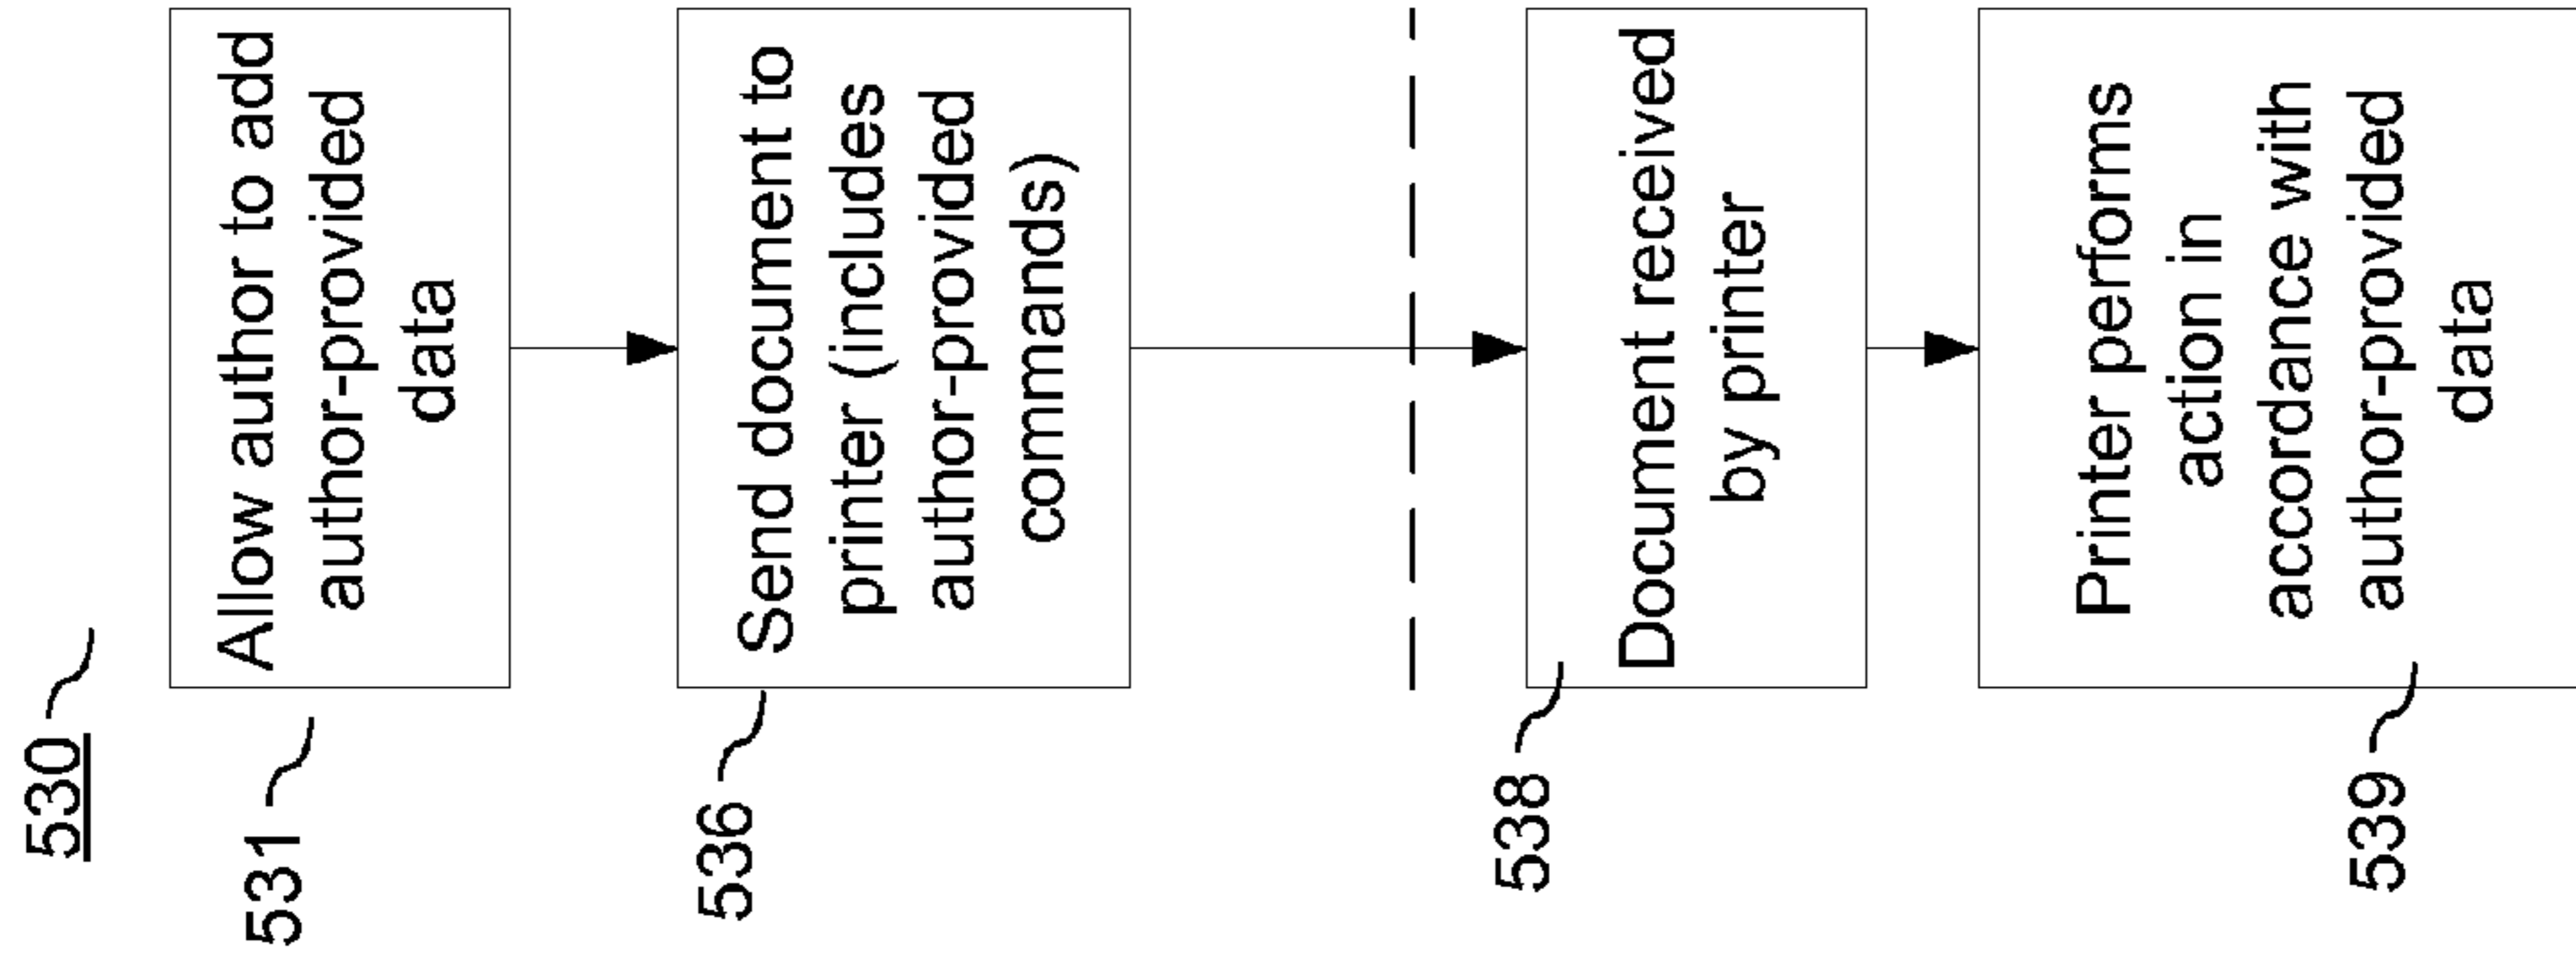 530
531
Allow author to add
author-provided
data
536
Send document to
printer (includes
author-provided
commands)
538
Document received
by printer
539
Printer performs
action in
accordance with
author-provided
data